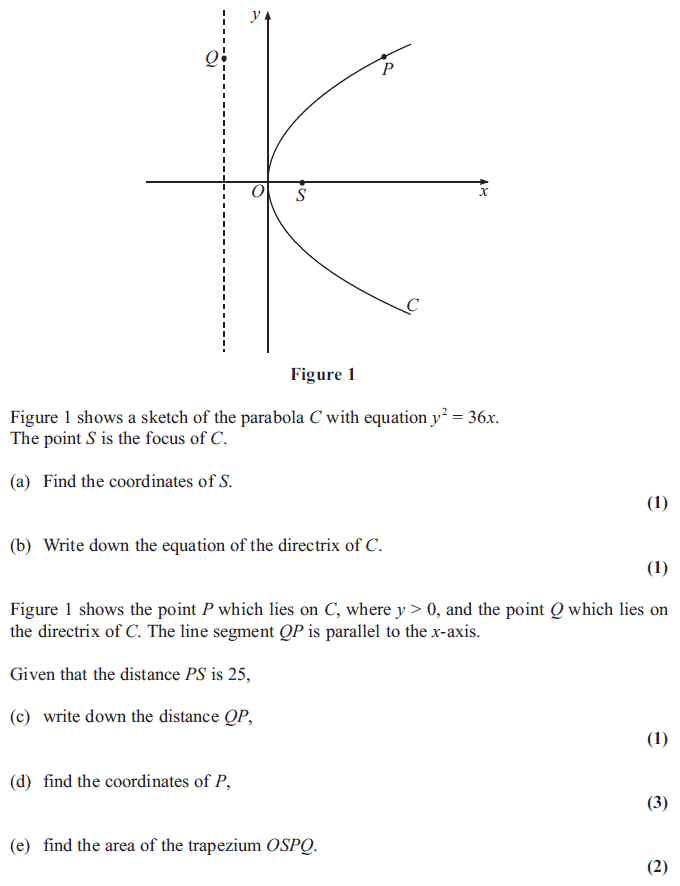 y
Q
P
O
S
x
C
Figure 1
Figure 1 shows a sketch of the parabola C with equation y² = 36x.
The point S is the focus of C.
(a) Find the coordinates of S.
(1)
(b) Write down the equation of the directrix of C.
(1)
Figure 1 shows the point P which lies on C, where y > 0, and the point Q which lies on
the directrix of C. The line segment QP is parallel to the x-axis.
Given that the distance PS is 25,
(c) write down the distance QP,
(1)
(d) find the coordinates of P,
(3)
(e) find the area of the trapezium OSPQ.
(2)